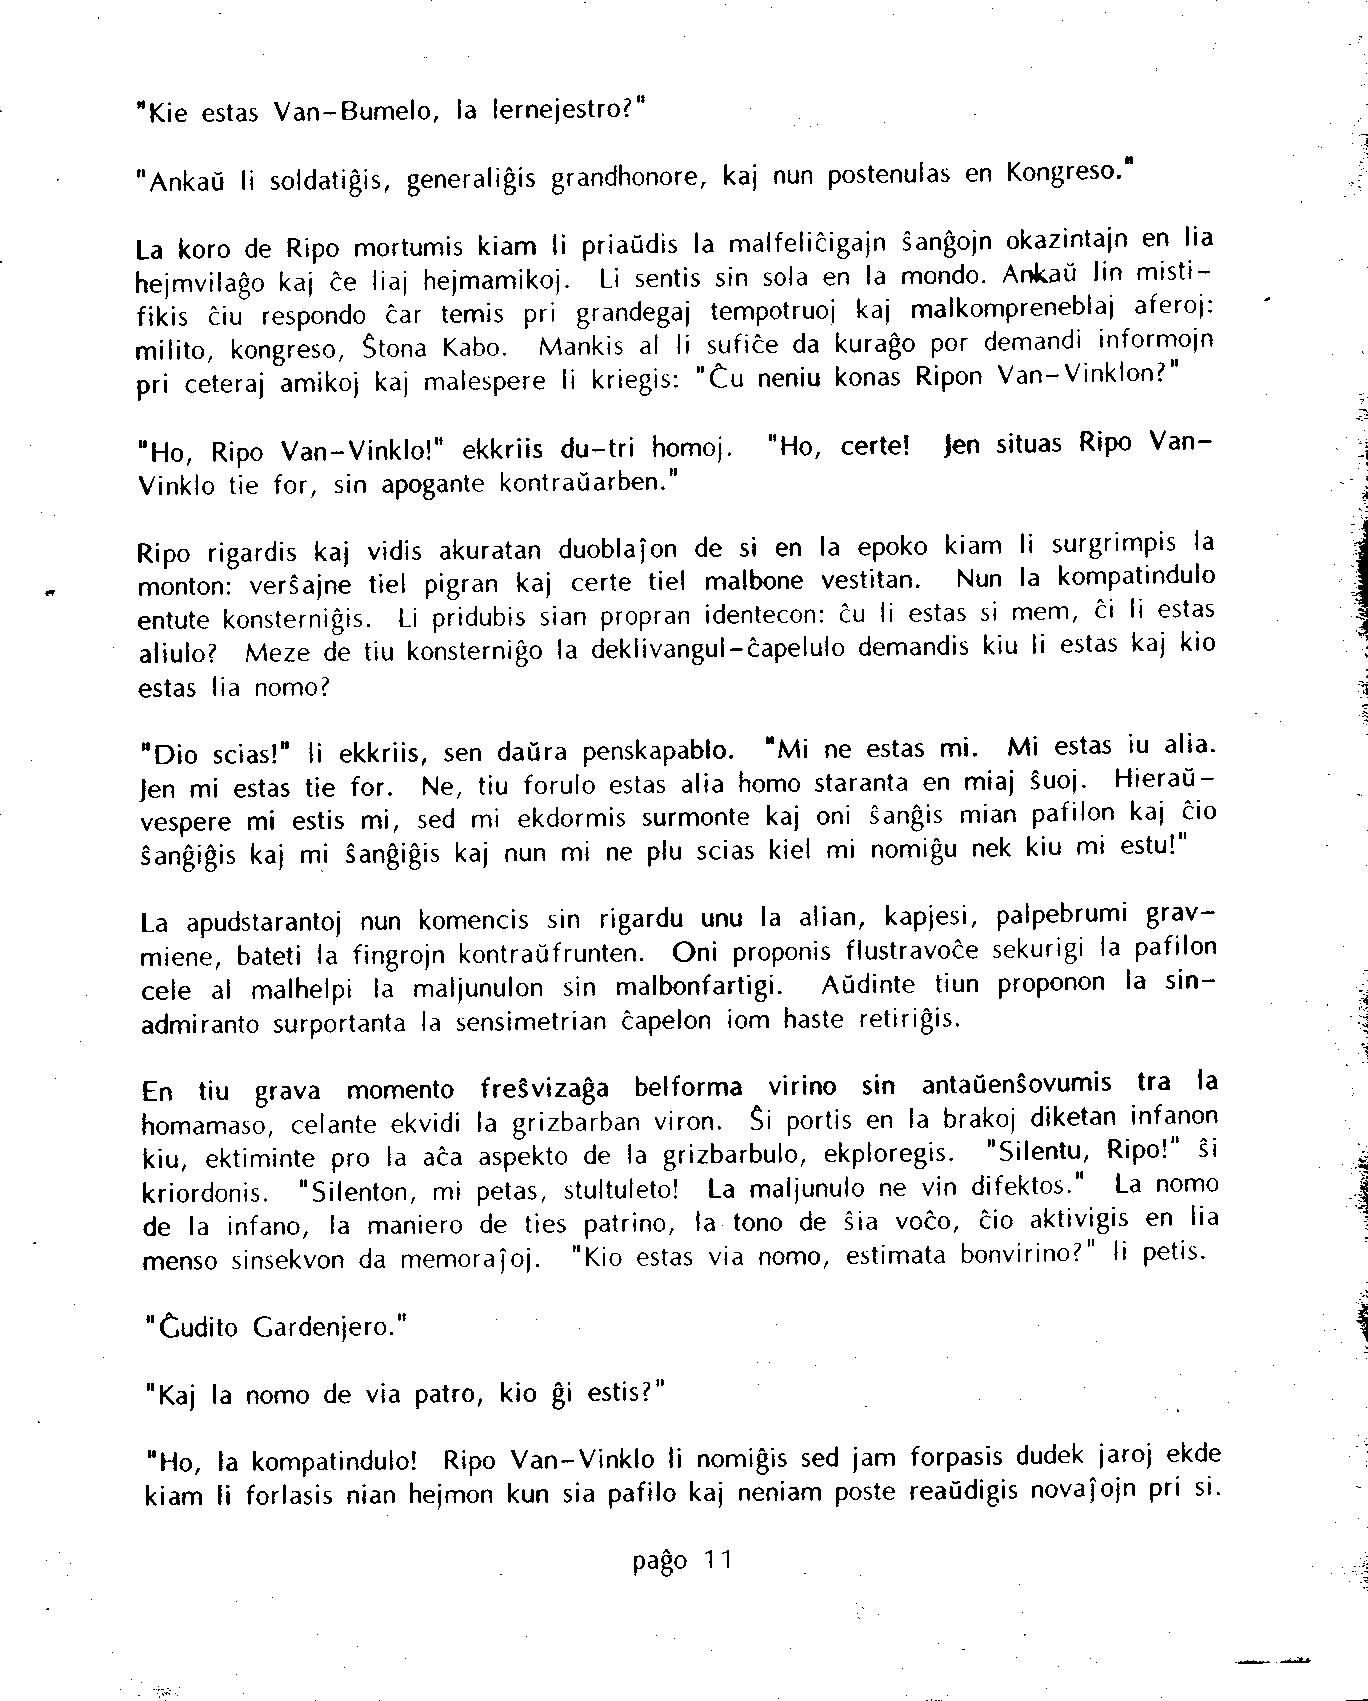 "Kie estas Van-Bumelo, la lernejestro?"
"Ankaŭ li soldatiĝis, generaliĝis grandhonore, kaj nun postenulas en Kongreso."
La koro de Ripo mortumis kiam li priaŭdis la malfeliĉigajn ŝanĝojn okazintajn en lia
hejmvilaĝo kaj ĉe liaj hejmamikoj. Li sentis sin sola en la mondo. Ankaŭ lin misti-
fikis ĉiu respondo ĉar temis pri grandegaj tempotruoj kaj malkompreneblaj aferoj:
milito, kongreso, Ŝtona Kabo. Mankis al li sufiĉe da kuraĝo por demandi informojn
pri ceteraj amikoj kaj malespere li kriegis: "Ĉu neniu konas Ripon Van-Vinklon?"
"Ho, Ripo Van-Vinklo!" ekkriis du-tri homoj. "Ho, certe! Jen situas Ripo Van-
Vinklo tie for, sin apogante kontraŭarben."
Ripo rigardis kaj vidis akuratan duoblaĵon de si en la epoko kiam li surgrimpis la
monton: verŝajne tiel pigran kaj certe tiel malbone vestitan. Nun la kompatindulo
entute konsterniĝis. Li pridubis sian propran identecon: ĉu li estas si mem, ĉi li estas
aliulo? Meze de tiu konsterniĝo la deklivangul-ĉapelulo demandis kiu li estas kaj kio
estas lia nomo?
"Dio scias!" li ekkriis, sen daŭra penskapablo. "Mi ne estas mi. Mi estas iu alia.
Jen mi estas tie for. Ne, tiu forulo estas alia homo staranta en miaj ŝuoj. Hieraŭ-
vespere mi estis mi, sed mi ekdormis surmonte kaj oni ŝanĝis mian pafilon kaj ĉio
ŝanĝiĝis kaj mi ŝanĝiĝis kaj nun mi ne plu scias kiel mi nomiĝu nek kiu mi estu!"
La apudstarantoj nun komencis sin rigardu unu la alian, kapjesi, palpebrumi grav-
miene, bateti la fingrojn kontraŭfrunten. Oni proponis flustravoĉe sekurigi la pafilon
cele al malhelpi la maljunulon sin malbonfartigi. Aŭdinte tiun proponon la sin-
admiranto surportanta la sensimetrian ĉapelon iom haste retiriĝis.
En tiu grava momento freŝvizaĝa belforma virino sin antaŭenŝovumis tra la
homamaso, celante ekvidi la grizbarban viron. Ŝi portis en la brakoj diketan infanon
kiu, ektiminte pro la aĉa aspekto de la grizbarbulo, ekploregis. "Silentu, Ripo!" ŝi
kriordonis. "Silenton, mi petas, stultuleto! La maljunulo ne vin difektos." La nomo
de la infano, la maniero de ties patrino, la tono de ŝia voĉo, ĉio aktivigis en lia
menso sinsekvon da memoraĵoj. "Kio estas via nomo, estimata bonvirino?" li petis.
"Ĝudito Gardenjero."
"Kaj la nomo de via patro, kio ĝi estis?"
"Ho, la kompatindulo! Ripo Van-Vinklo li nomiĝis sed jam forpasis dudek jaroj ekde
kiam li forlasis nian hejmon kun sia pafilo kaj neniam poste reaŭdigis novaĵojn pri si.
paĝo 11